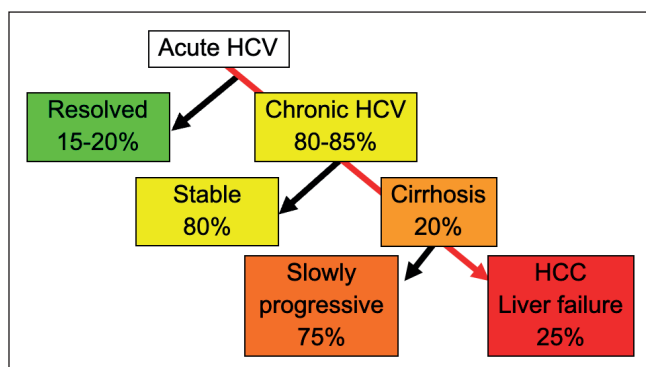 Acute HCV
Resolved
15-20%
Chronic HCV
80-85%
Stable
80%
Cirrhosis
20%
Slowly
progressive
75%
HCC
Liver failure
25%